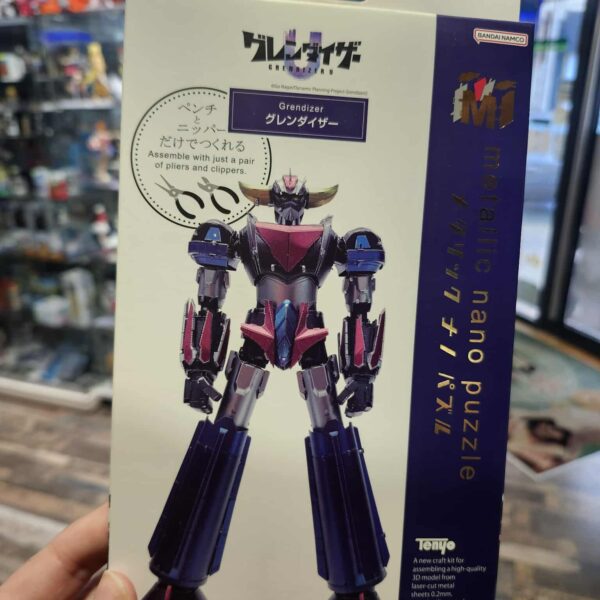 グレンダイザー
U
GRENDIZER U
BANDAI NAMCO
Grendizer
グレンダイザー
ペンチ
と
ニッパー
だけでつくれる
Assemble with just a pair
of pliers and clippers.
M
metallic nano puzzle
メタリック ナノ パズル
Tenyo
A new craft kit for
assembling a high-quality
3D model from
laser-cut metal
sheets 0.2mm.